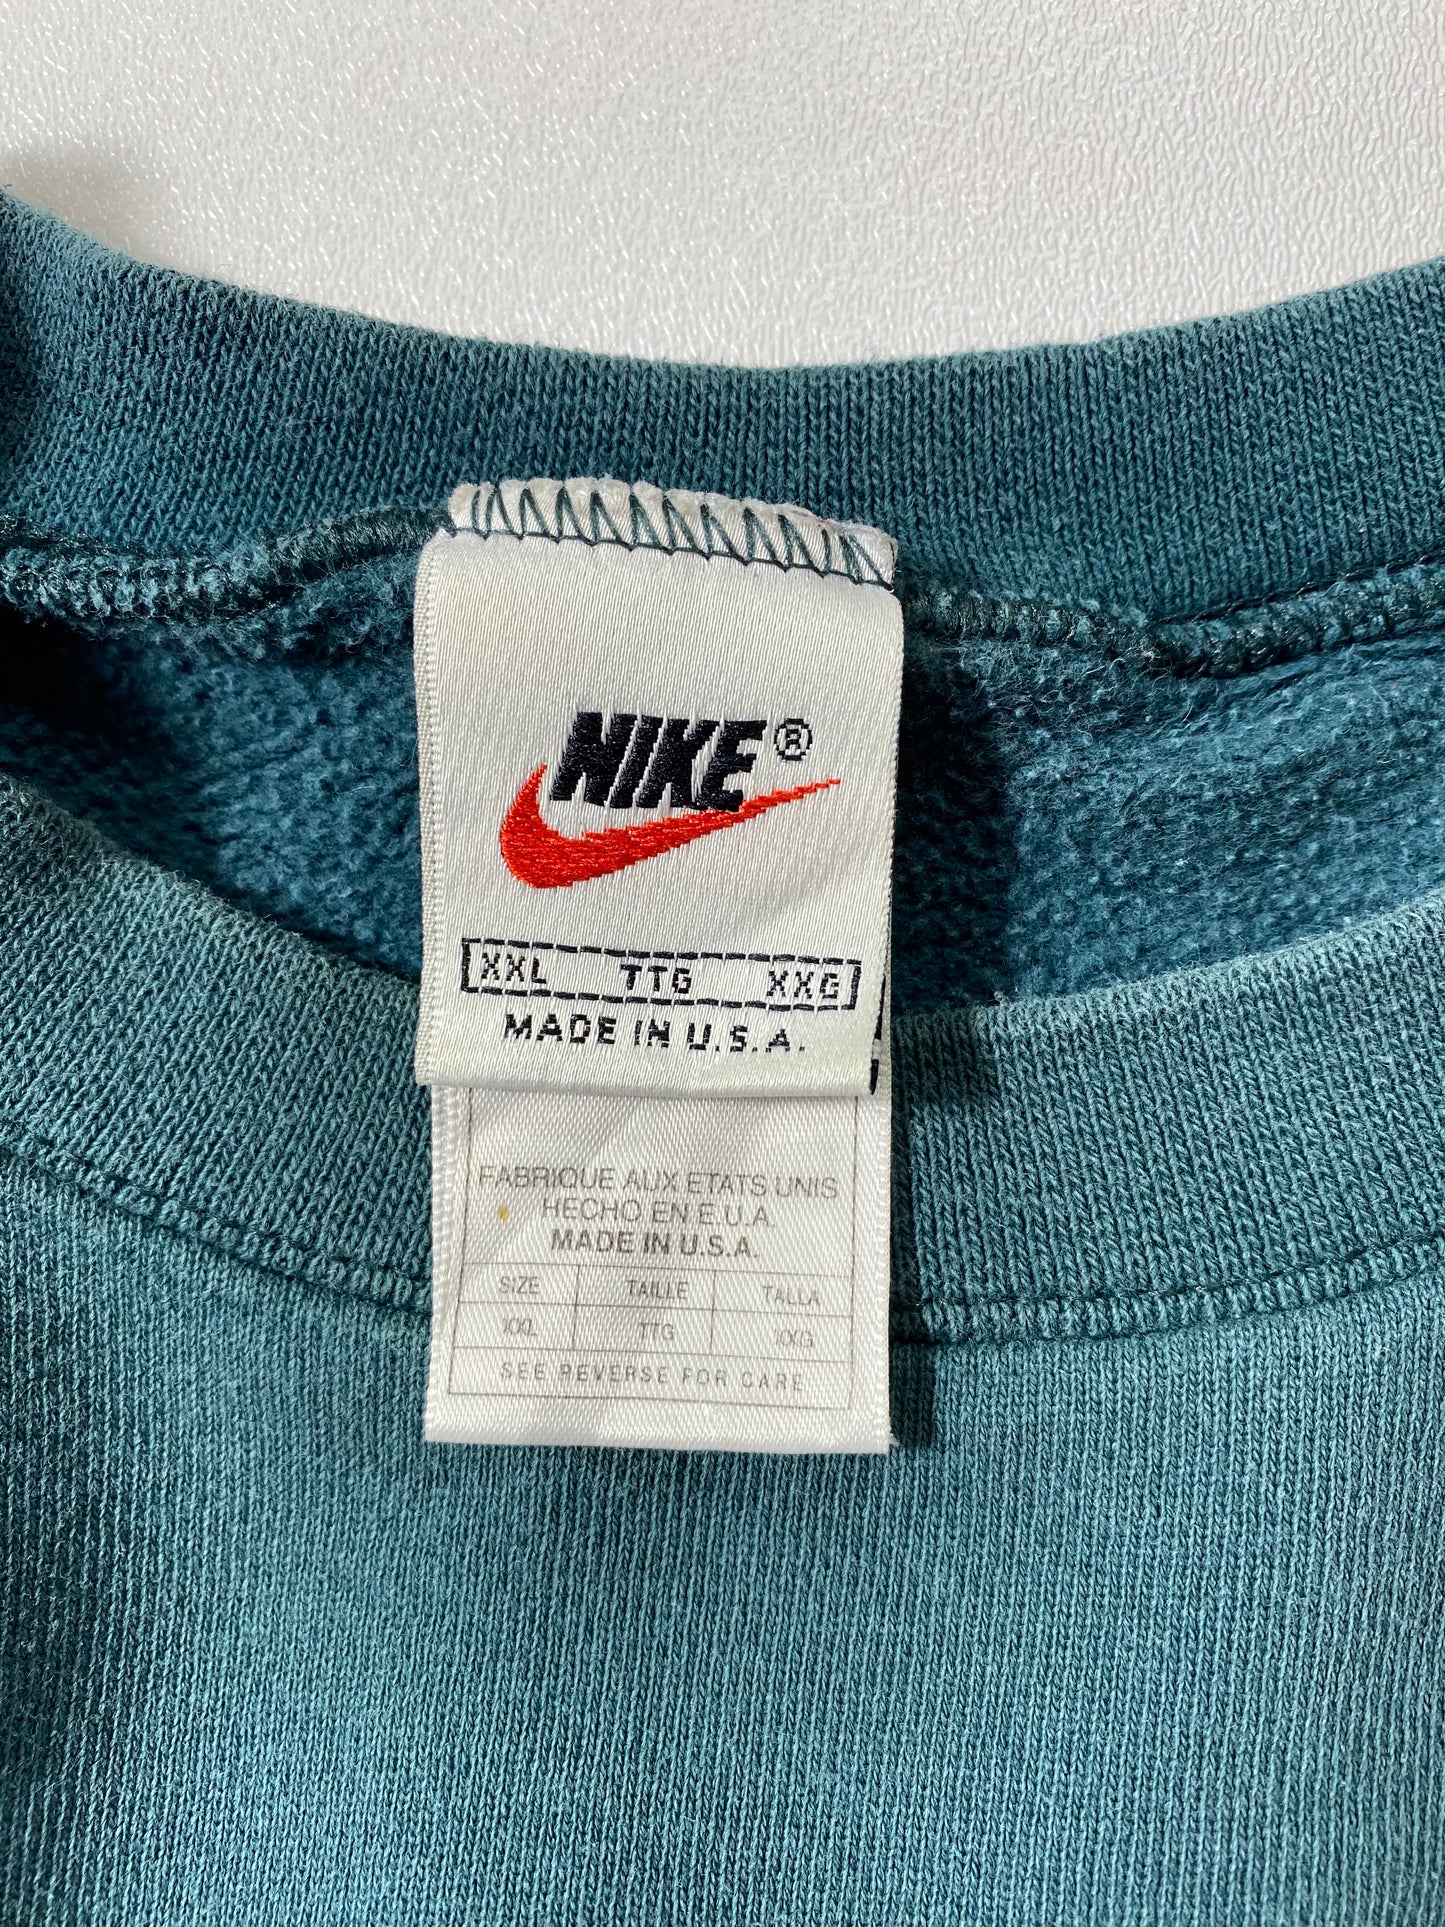 NIKE®
XXL TTG XXG
MADE IN U.S.A.
FABRIQUE AUX ETATS UNIS
HECHO EN E.U.A.
MADE IN U.S.A.
SIZE TAILLE TALLA
XXL TTG XXG
SEE REVERSE FOR CARE